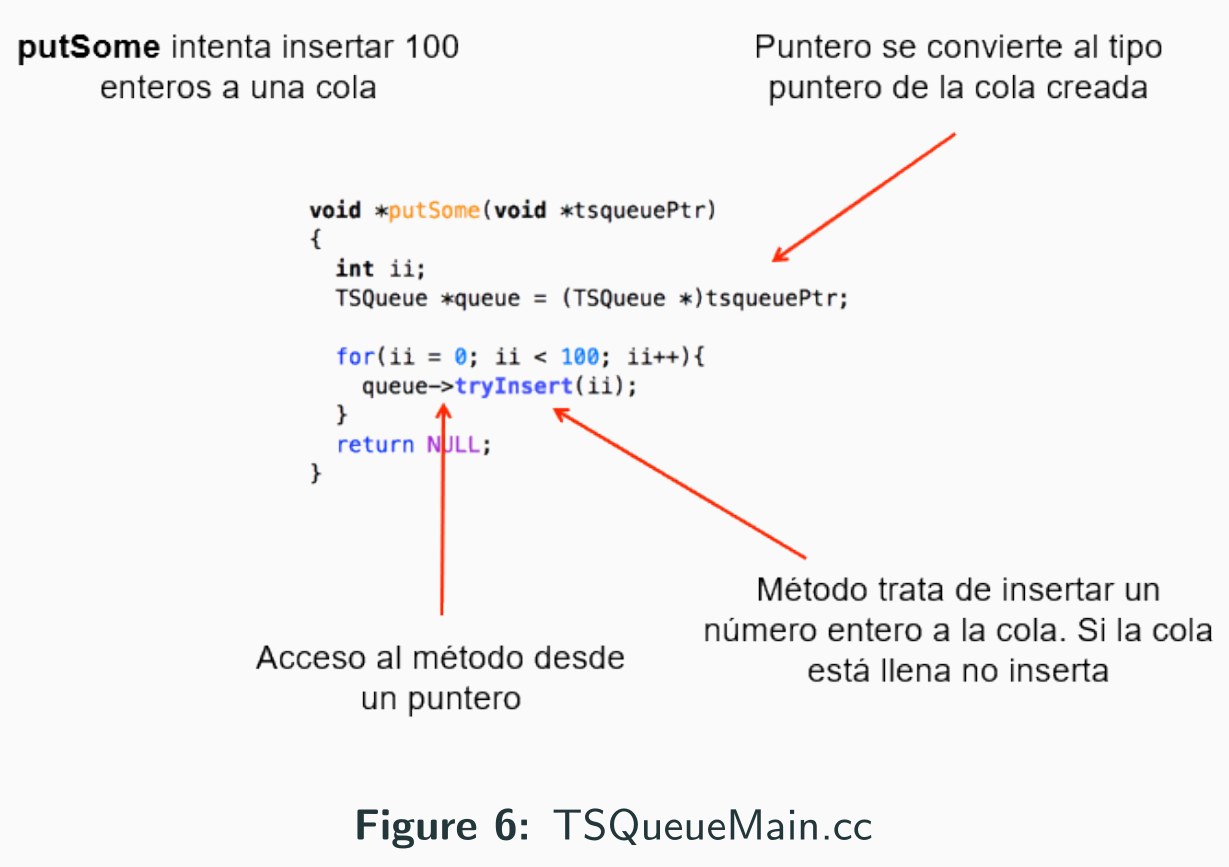 putSome intenta insertar 100
enteros a una cola
Puntero se convierte al tipo
puntero de la cola creada
void *putSome(void *tsqueuePtr)
{
  int ii;
  TSQueue *queue = (TSQueue *)tsqueuePtr;
  for(ii = 0; ii < 100; ii++){
    queue->tryInsert(ii);
  }
  return NULL;
}
Acceso al método desde
un puntero
Método trata de insertar un
número entero a la cola. Si la cola
está llena no inserta
Figure 6: TSQueueMain.cc